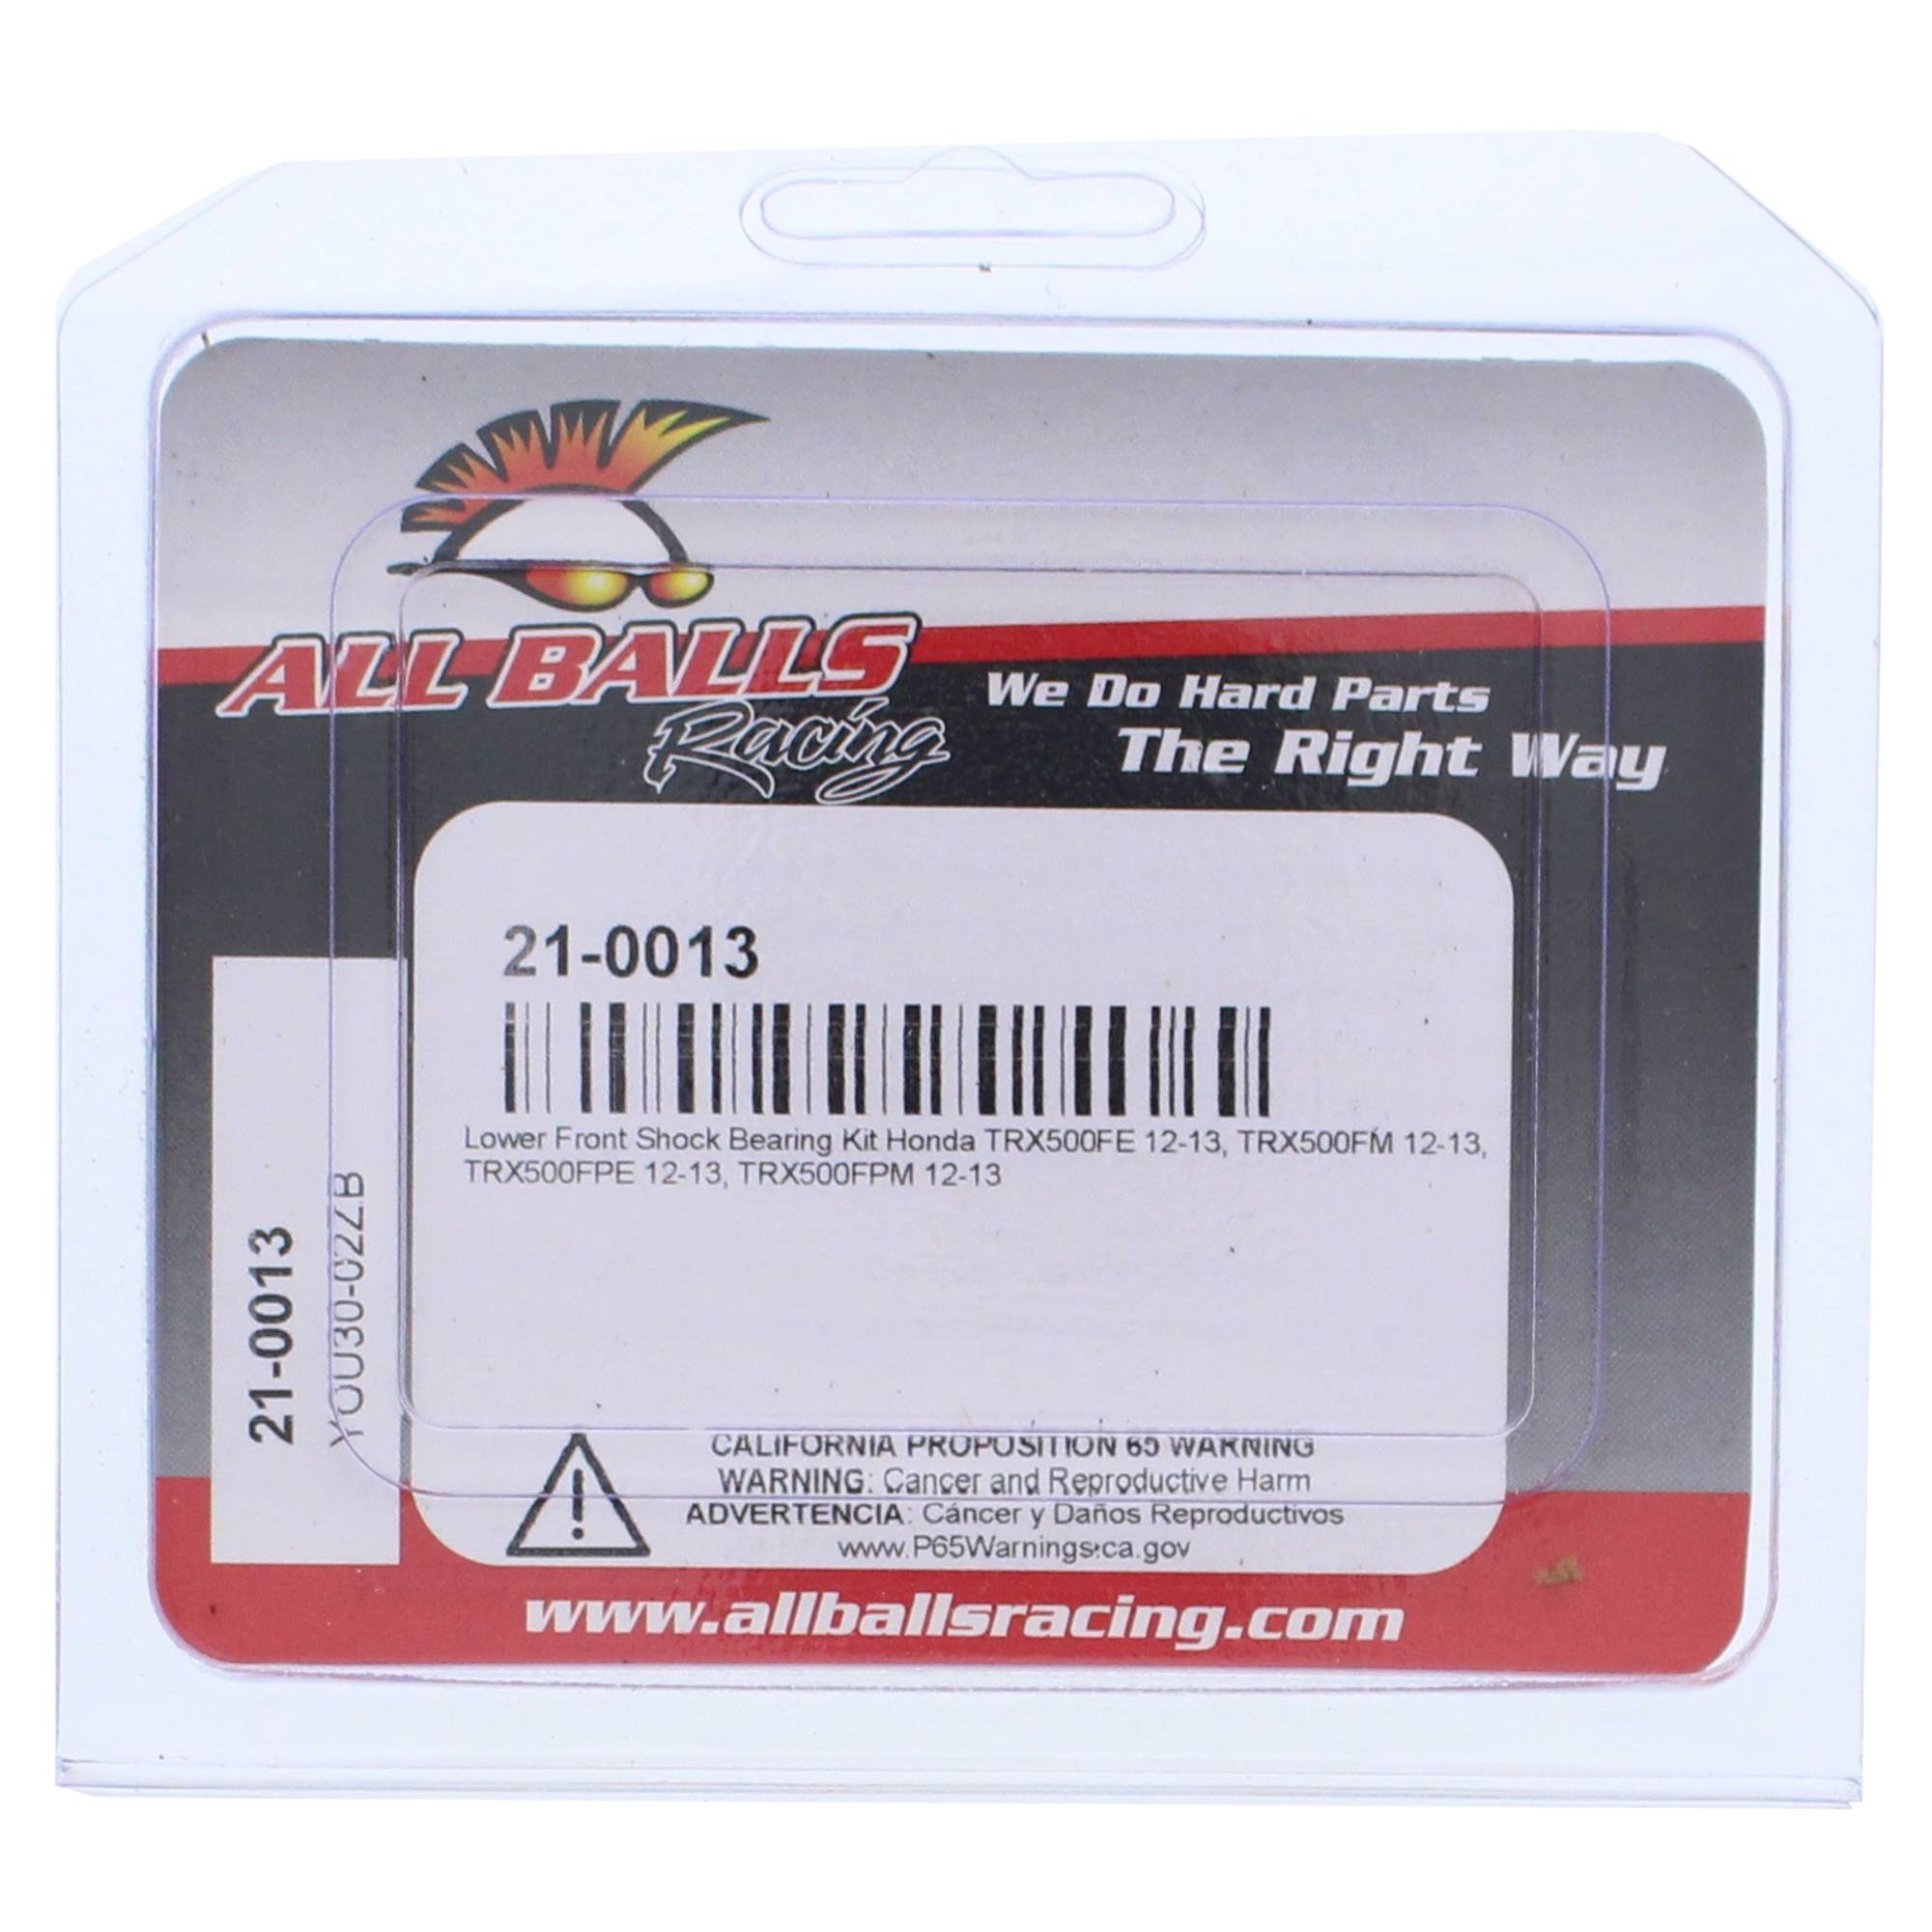 ALL BALLS
Racing
We Do Hard Parts
The Right Way
21-0013
Lower Front Shock Bearing Kit Honda TRX500FE 12-13, TRX500FM 12-13,
TRX500FPE 12-13, TRX500FPM 12-13
21-0013
YOU30-02ZB
CALIFORNIA PROPOSITION 65 WARNING
WARNING: Cancer and Reproductive Harm
ADVERTENCIA: Cáncer y Daños Reproductivos
www.P65Warnings.ca.gov
www.allballsracing.com